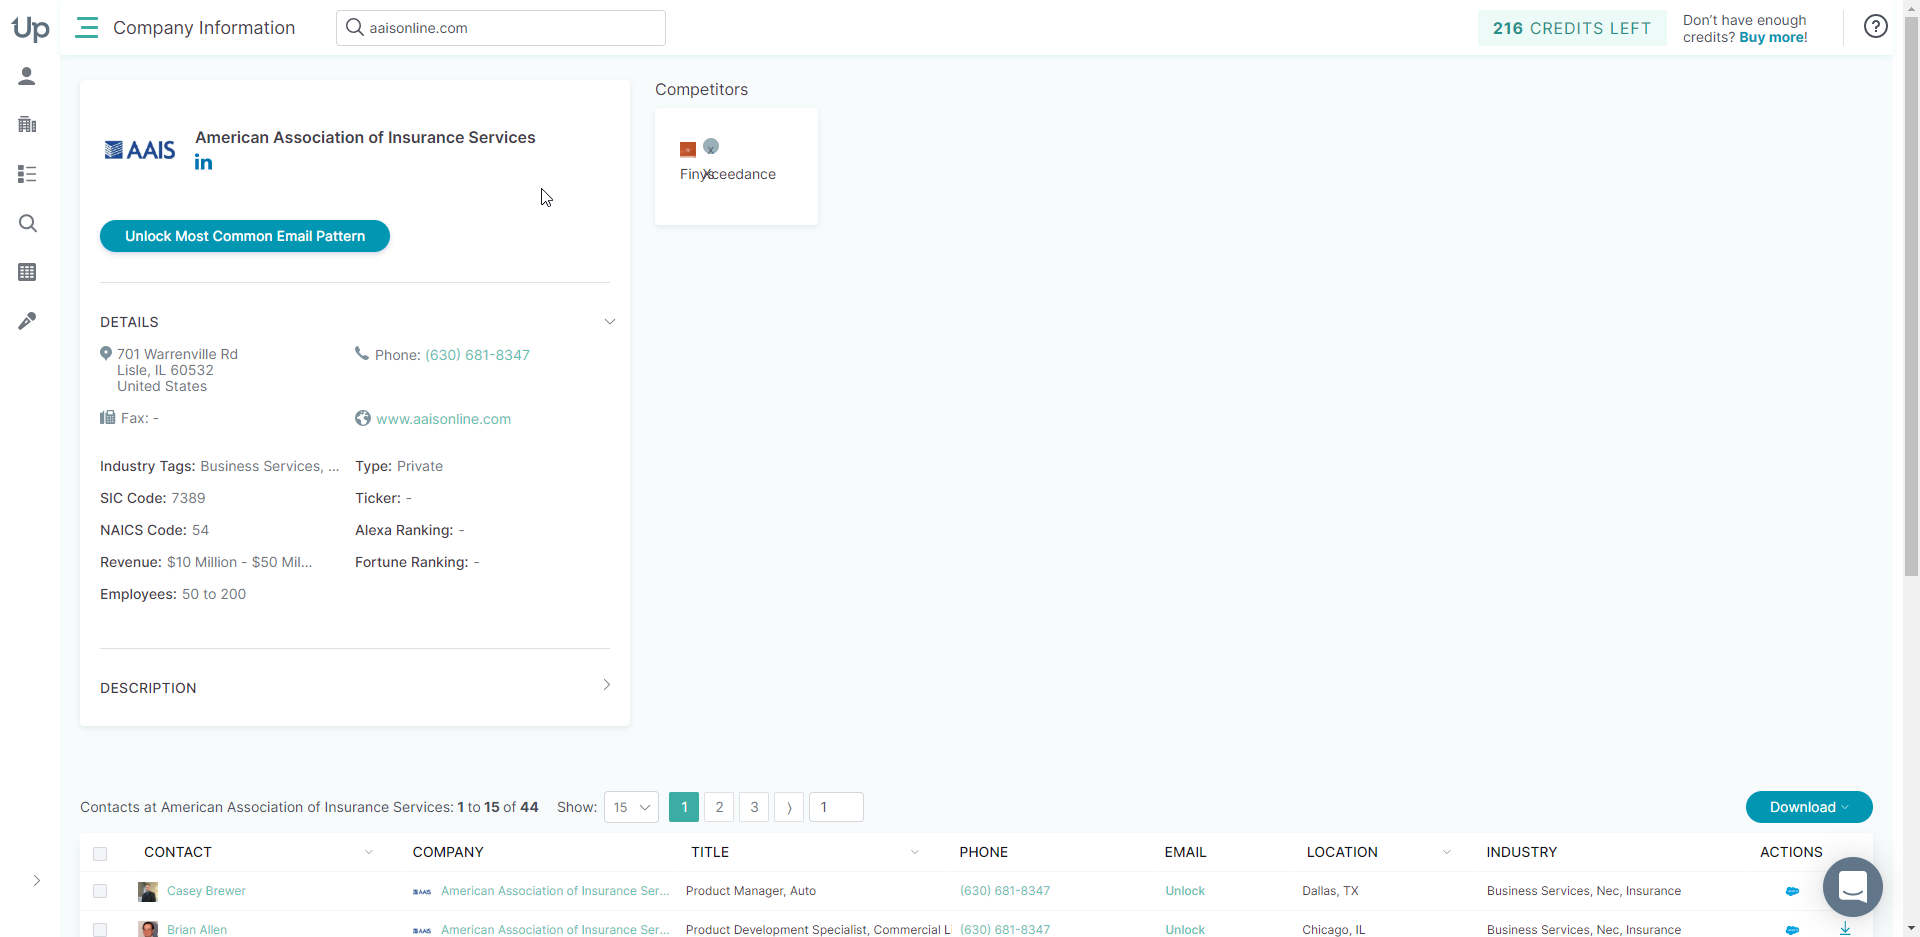 Up
Company Information
aaisonline.com
216 CREDITS LEFT
Don't have enough
credits? Buy more!
?
AAIS
American Association of Insurance Services
in
Unlock Most Common Email Pattern
DETAILS
701 Warrenville Rd
Lisle, IL 60532
United States
Phone: (630) 681-8347
Fax: -
www.aaisonline.com
Industry Tags: Business Services, ...
Type: Private
SIC Code: 7389
Ticker: -
NAICS Code: 54
Alexa Ranking: -
Revenue: $10 Million - $50 Mil...
Fortune Ranking: -
Employees: 50 to 200
DESCRIPTION
Competitors
x
Finys
Xceedance
Contacts at American Association of Insurance Services: 1 to 15 of 44
Show: 15
1 2 3 ⟩ 1
Download
CONTACT COMPANY TITLE PHONE EMAIL LOCATION INDUSTRY ACTIONS
Casey Brewer AAIS American Association of Insurance Ser... Product Manager, Auto (630) 681-8347 Unlock Dallas, TX Business Services, Nec, Insurance
Brian Allen AAIS American Association of Insurance Ser... Product Development Specialist, Commercial L (630) 681-8347 Unlock Chicago, IL Business Services, Nec, Insurance